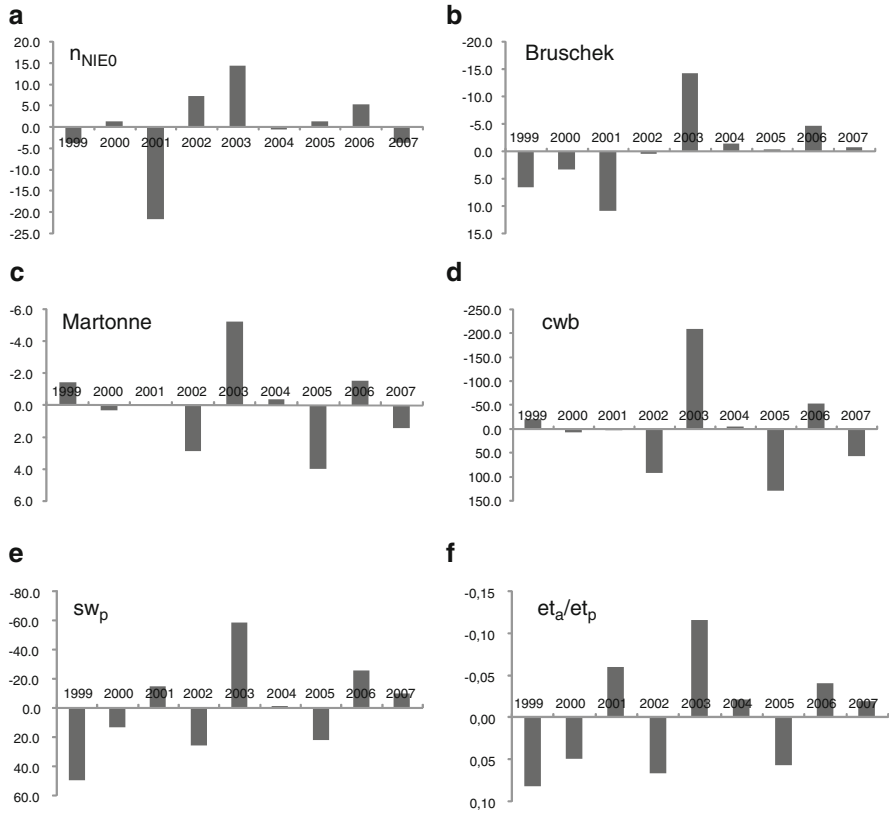 a
n_NIE0
20.0
15.0
10.0
5.0
0.0
-5.0
-10.0
-15.0
-20.0
-25.0
1999 2000 2001 2002 2003 2004 2005 2006 2007
b
Bruschek
-20.0
-15.0
-10.0
-5.0
0.0
5.0
10.0
15.0
1999 2000 2001 2002 2003 2004 2005 2006 2007
c
Martonne
-6.0
-4.0
-2.0
0.0
2.0
4.0
6.0
1999 2000 2001 2002 2003 2004 2005 2006 2007
d
cwb
-250.0
-200.0
-150.0
-100.0
-50.0
0.0
50.0
100.0
150.0
1999 2000 2001 2002 2003 2004 2005 2006 2007
e
sw_p
-80.0
-60.0
-40.0
-20.0
0.0
20.0
40.0
60.0
1999 2000 2001 2002 2003 2004 2005 2006 2007
f
et_a/et_p
-0,15
-0,10
-0,05
0,00
0,05
0,10
1999 2000 2001 2002 2003 2004 2005 2006 2007